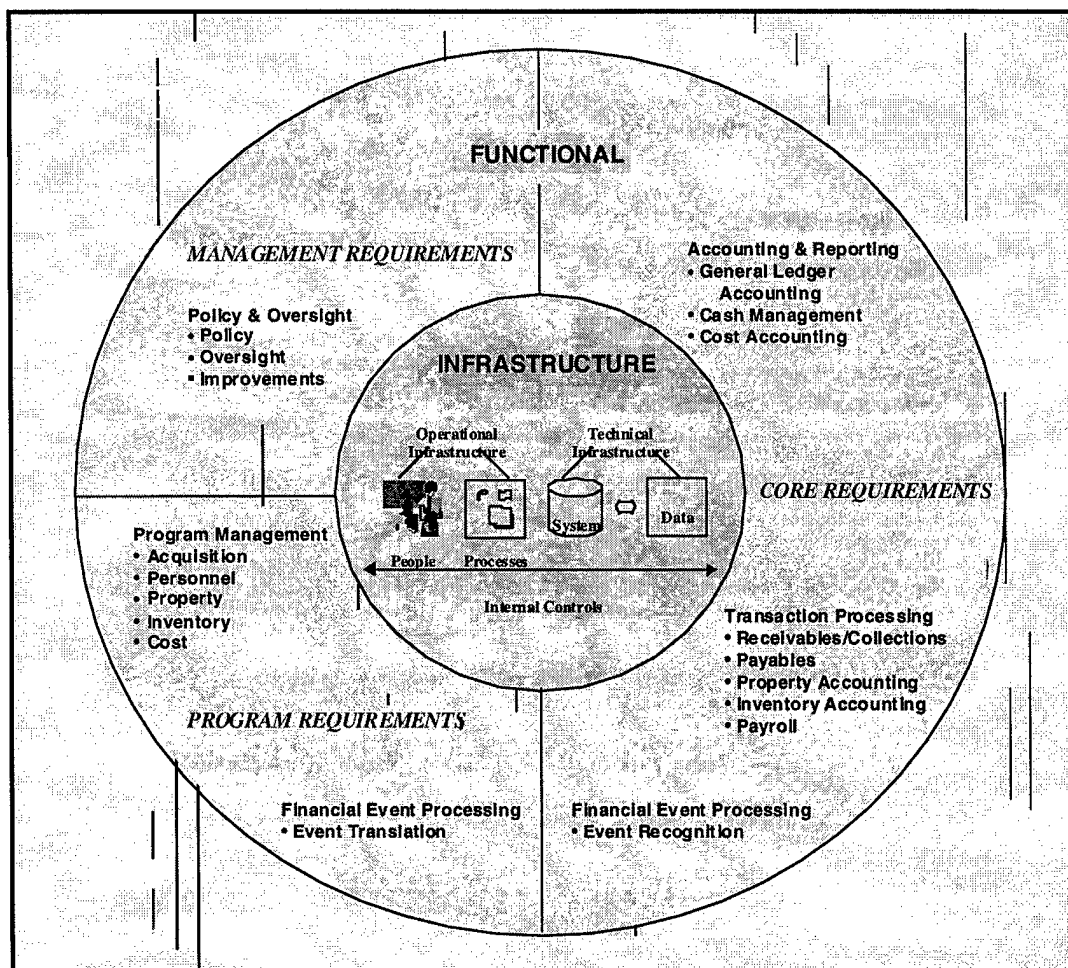 FUNCTIONAL
MANAGEMENT REQUIREMENTS
Policy & Oversight
• Policy
• Oversight
• Improvements
Accounting & Reporting
• General Ledger
Accounting
• Cash Management
• Cost Accounting
INFRASTRUCTURE
Operational
Infrastructure
Technical
Infrastructure
System
Data
People
Processes
Internal Controls
CORE REQUIREMENTS
Program Management
• Acquisition
• Personnel
• Property
• Inventory
• Cost
Transaction Processing
• Receivables/Collections
• Payables
• Property Accounting
• Inventory Accounting
• Payroll
PROGRAM REQUIREMENTS
Financial Event Processing
• Event Translation
Financial Event Processing
• Event Recognition